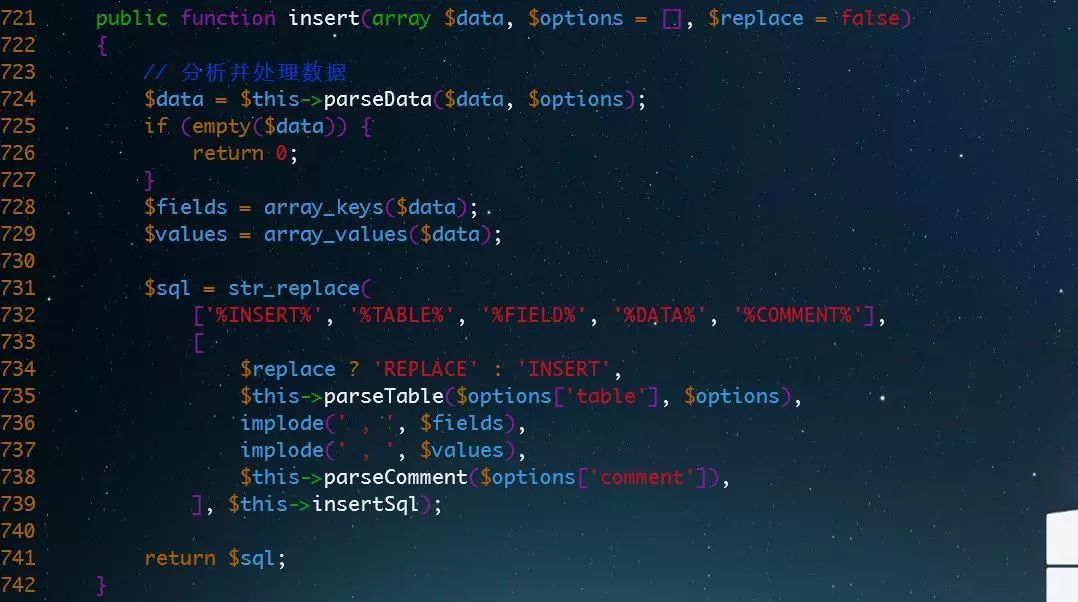 721     public function insert(array $data, $options = [], $replace = false)
722     {
723         // 分析并处理数据
724         $data = $this->parseData($data, $options);
725         if (empty($data)) {
726             return 0;
727         }
728         $fields = array_keys($data);
729         $values = array_values($data);
730
731         $sql = str_replace(
732             ['%INSERT%', '%TABLE%', '%FIELD%', '%DATA%', '%COMMENT%'],
733             [
734                 $replace ? 'REPLACE' : 'INSERT',
735                 $this->parseTable($options['table'], $options),
736                 implode(' , ', $fields),
737                 implode(' , ', $values),
738                 $this->parseComment($options['comment']),
739             ], $this->insertSql);
740
741         return $sql;
742     }